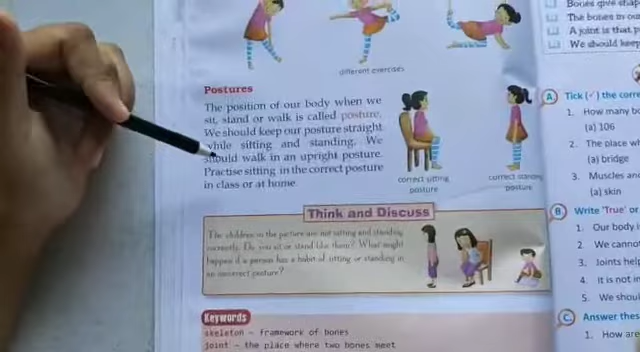 different exercises
Postures
The position of our body when we
sit, stand or walk is called posture.
We should keep our posture straight
while sitting and standing. We
should walk in an upright posture.
Practise sitting in the correct posture
in class or at home.
correct sitting
posture
correct standing
posture
Think and Discuss
The children in the picture are not sitting and standing
correctly. Do you sit or stand like them? What might
happen if a person has a habit of sitting or standing in
an incorrect posture?
Keywords
skeleton - framework of bones
joint - the place where two bones meet
Bones give shap
The bones in ou
A joint is that p
We should keep
A Tick (✓) the corre
1. How many bo
(a) 106
2. The place wh
(a) bridge
3. Muscles and
(a) skin
B Write 'True' or
1. Our body i
2. We canno
3. Joints help
4. It is not in
5. We shoul
C. Answer thes
1. How are